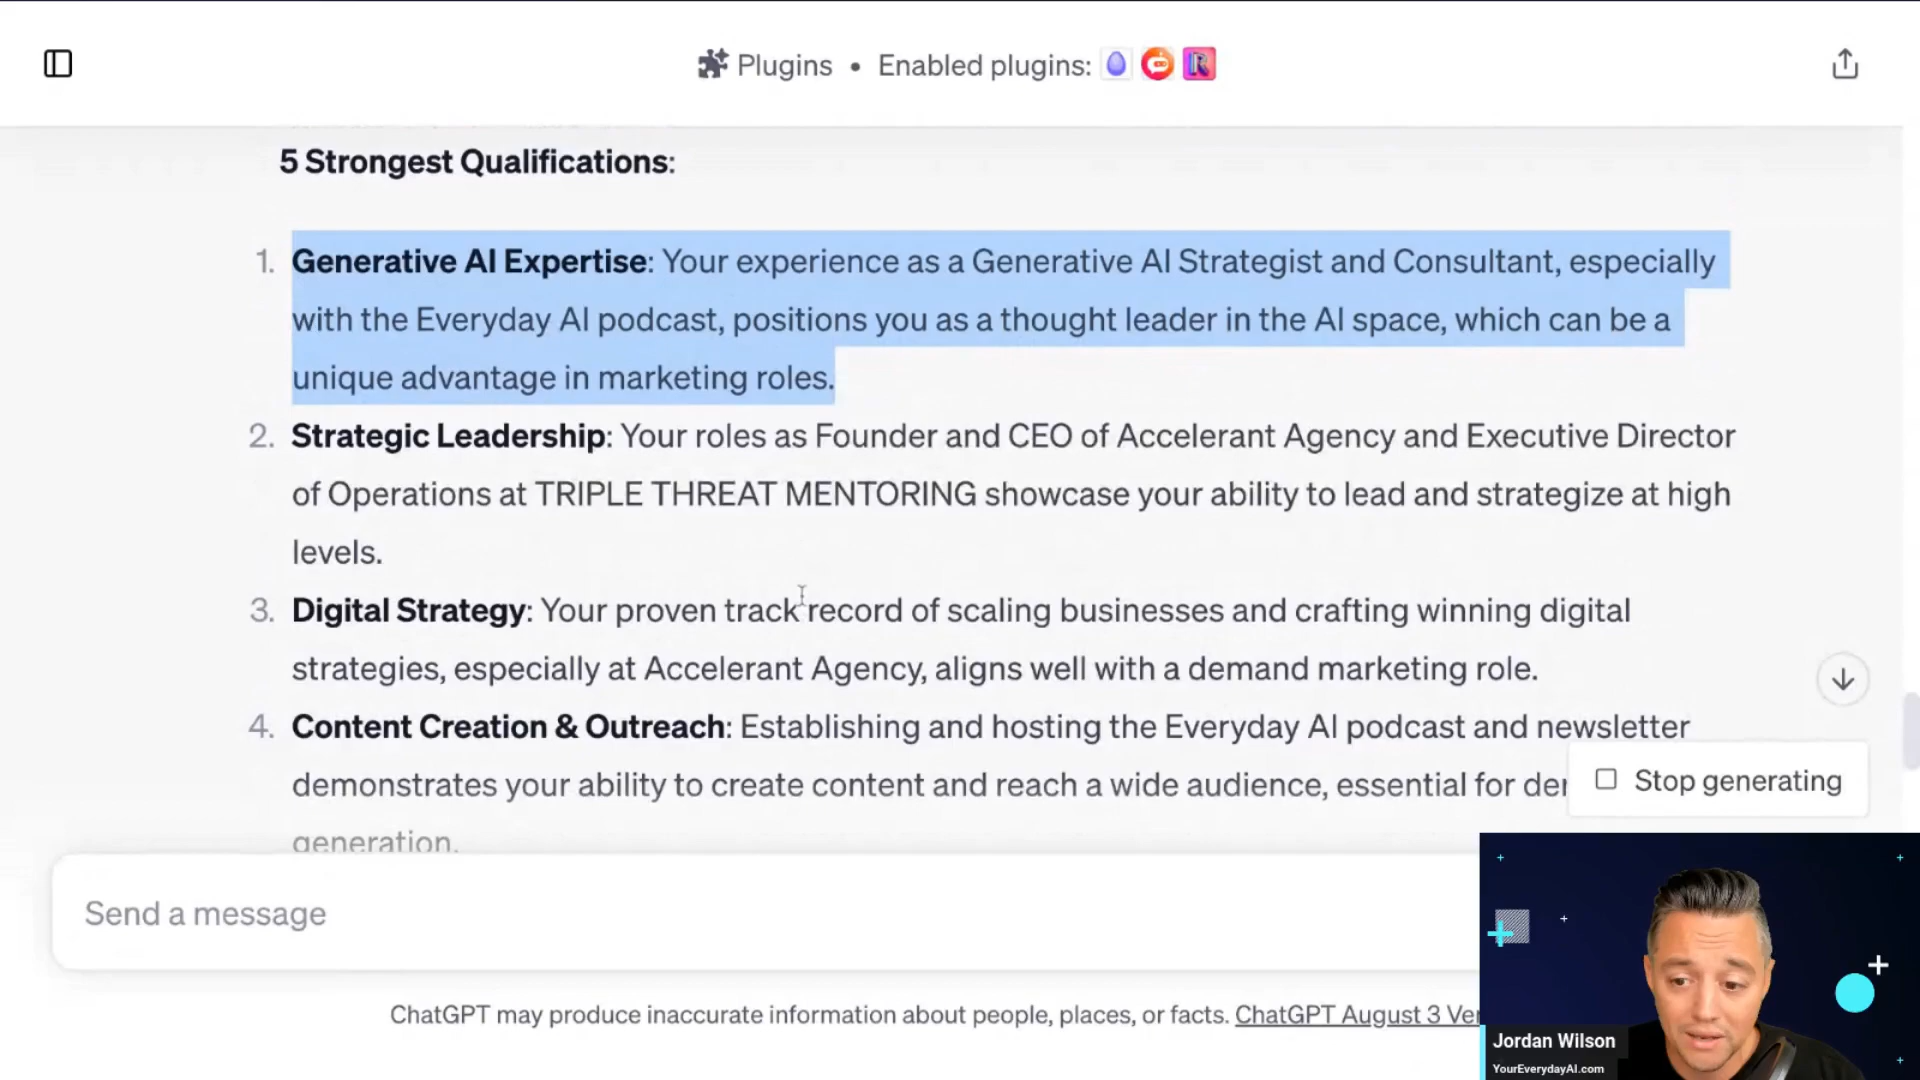 Plugins • Enabled plugins:
5 Strongest Qualifications:
1. Generative AI Expertise: Your experience as a Generative AI Strategist and Consultant, especially
with the Everyday AI podcast, positions you as a thought leader in the AI space, which can be a
unique advantage in marketing roles.
2. Strategic Leadership: Your roles as Founder and CEO of Accelerant Agency and Executive Director
of Operations at TRIPLE THREAT MENTORING showcase your ability to lead and strategize at high
levels.
3. Digital Strategy: Your proven track record of scaling businesses and crafting winning digital
strategies, especially at Accelerant Agency, aligns well with a demand marketing role.
4. Content Creation & Outreach: Establishing and hosting the Everyday AI podcast and newsletter
demonstrates your ability to create content and reach a wide audience, essential for
generation.
Stop generating
Send a message
ChatGPT may produce inaccurate information about people, places, or facts. ChatGPT August 3
Jordan Wilson
YourEverydayAI.com